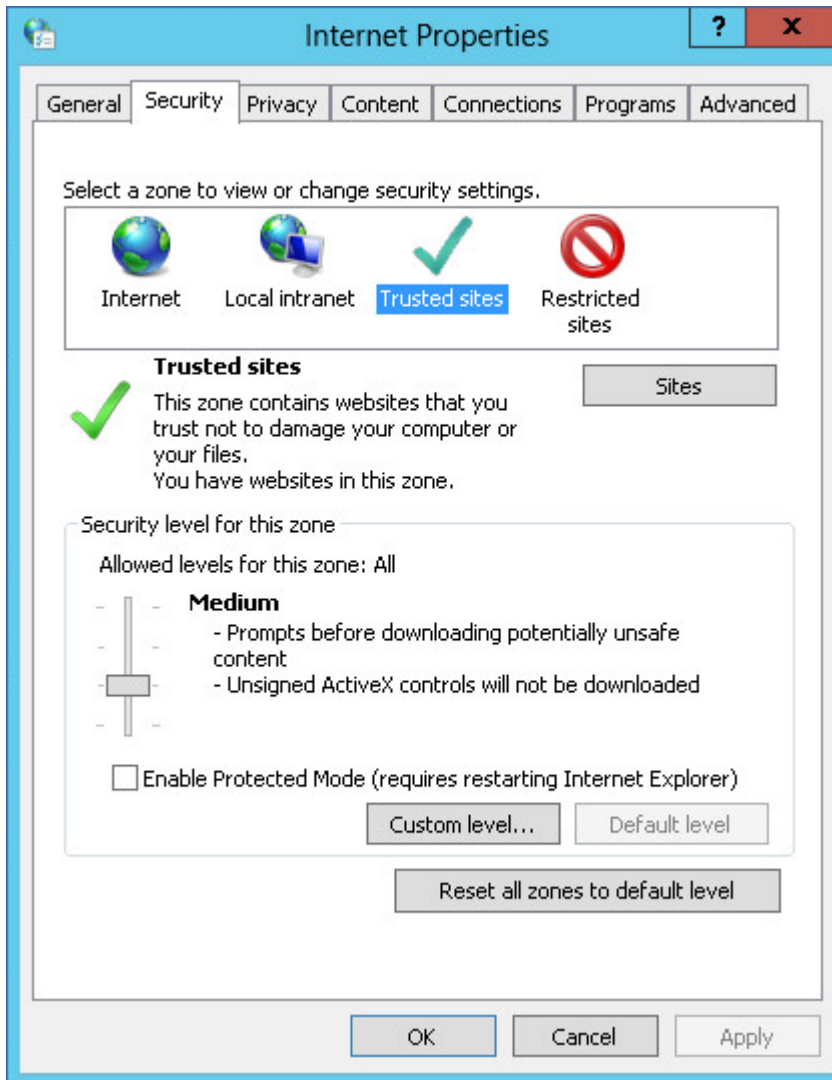 Internet Properties
? x
General Security Privacy Content Connections Programs Advanced
Select a zone to view or change security settings.
Internet Local intranet Trusted sites Restricted
sites
Trusted sites
Sites
This zone contains websites that you
trust not to damage your computer or
your files.
You have websites in this zone.
Security level for this zone
Allowed levels for this zone: All
Medium
- Prompts before downloading potentially unsafe
content
- Unsigned ActiveX controls will not be downloaded
Enable Protected Mode (requires restarting Internet Explorer)
Custom level... Default level
Reset all zones to default level
OK Cancel Apply